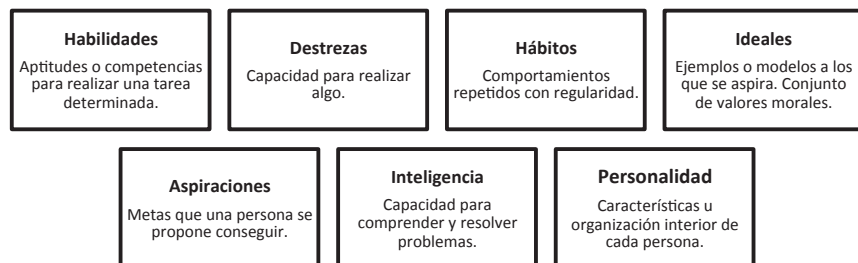 Habilidades
Aptitudes o competencias
para realizar una tarea
determinada.
Destrezas
Capacidad para realizar
algo.
Hábitos
Comportamientos
repetidos con regularidad.
Ideales
Ejemplos o modelos a los
que se aspira. Conjunto
de valores morales.
Aspiraciones
Metas que una persona se
propone conseguir.
Inteligencia
Capacidad para
comprender y resolver
problemas.
Personalidad
Características u
organización interior de
cada persona.